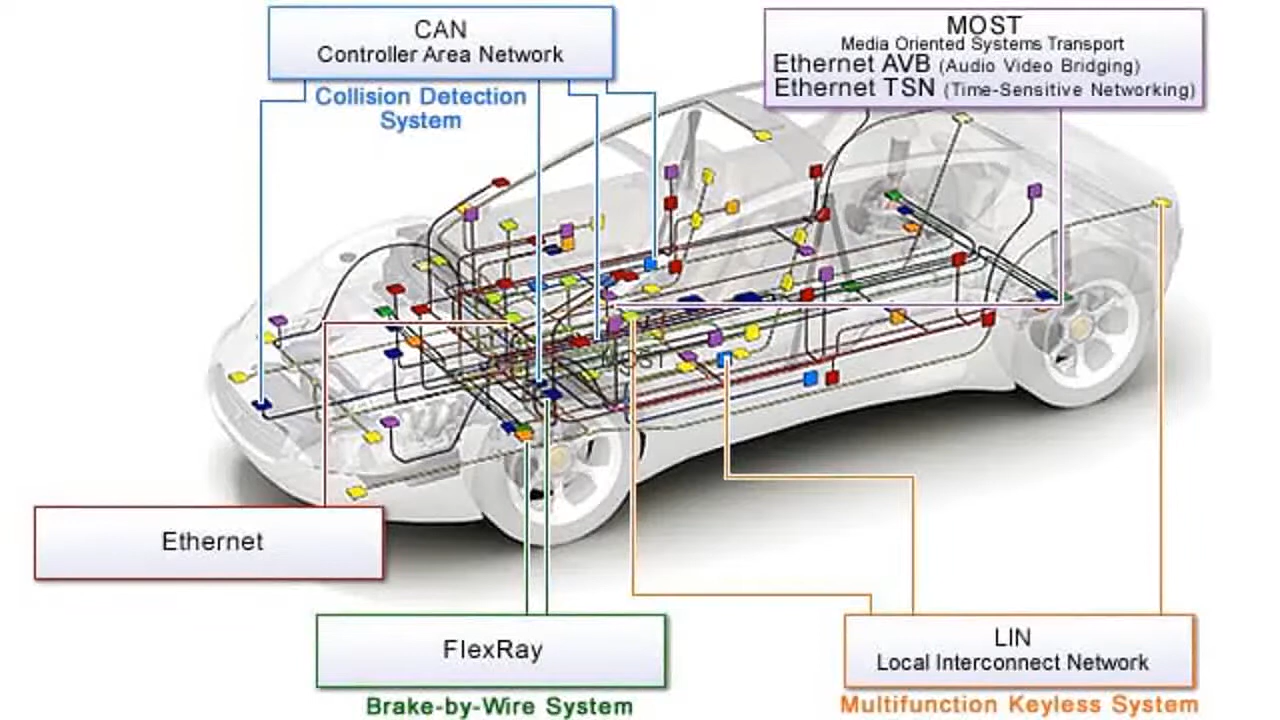 CAN
Controller Area Network
Collision Detection
System
MOST
Media Oriented Systems Transport
Ethernet AVB (Audio Video Bridging)
Ethernet TSN (Time-Sensitive Networking)
Ethernet
FlexRay
Brake-by-Wire System
LIN
Local Interconnect Network
Multifunction Keyless System